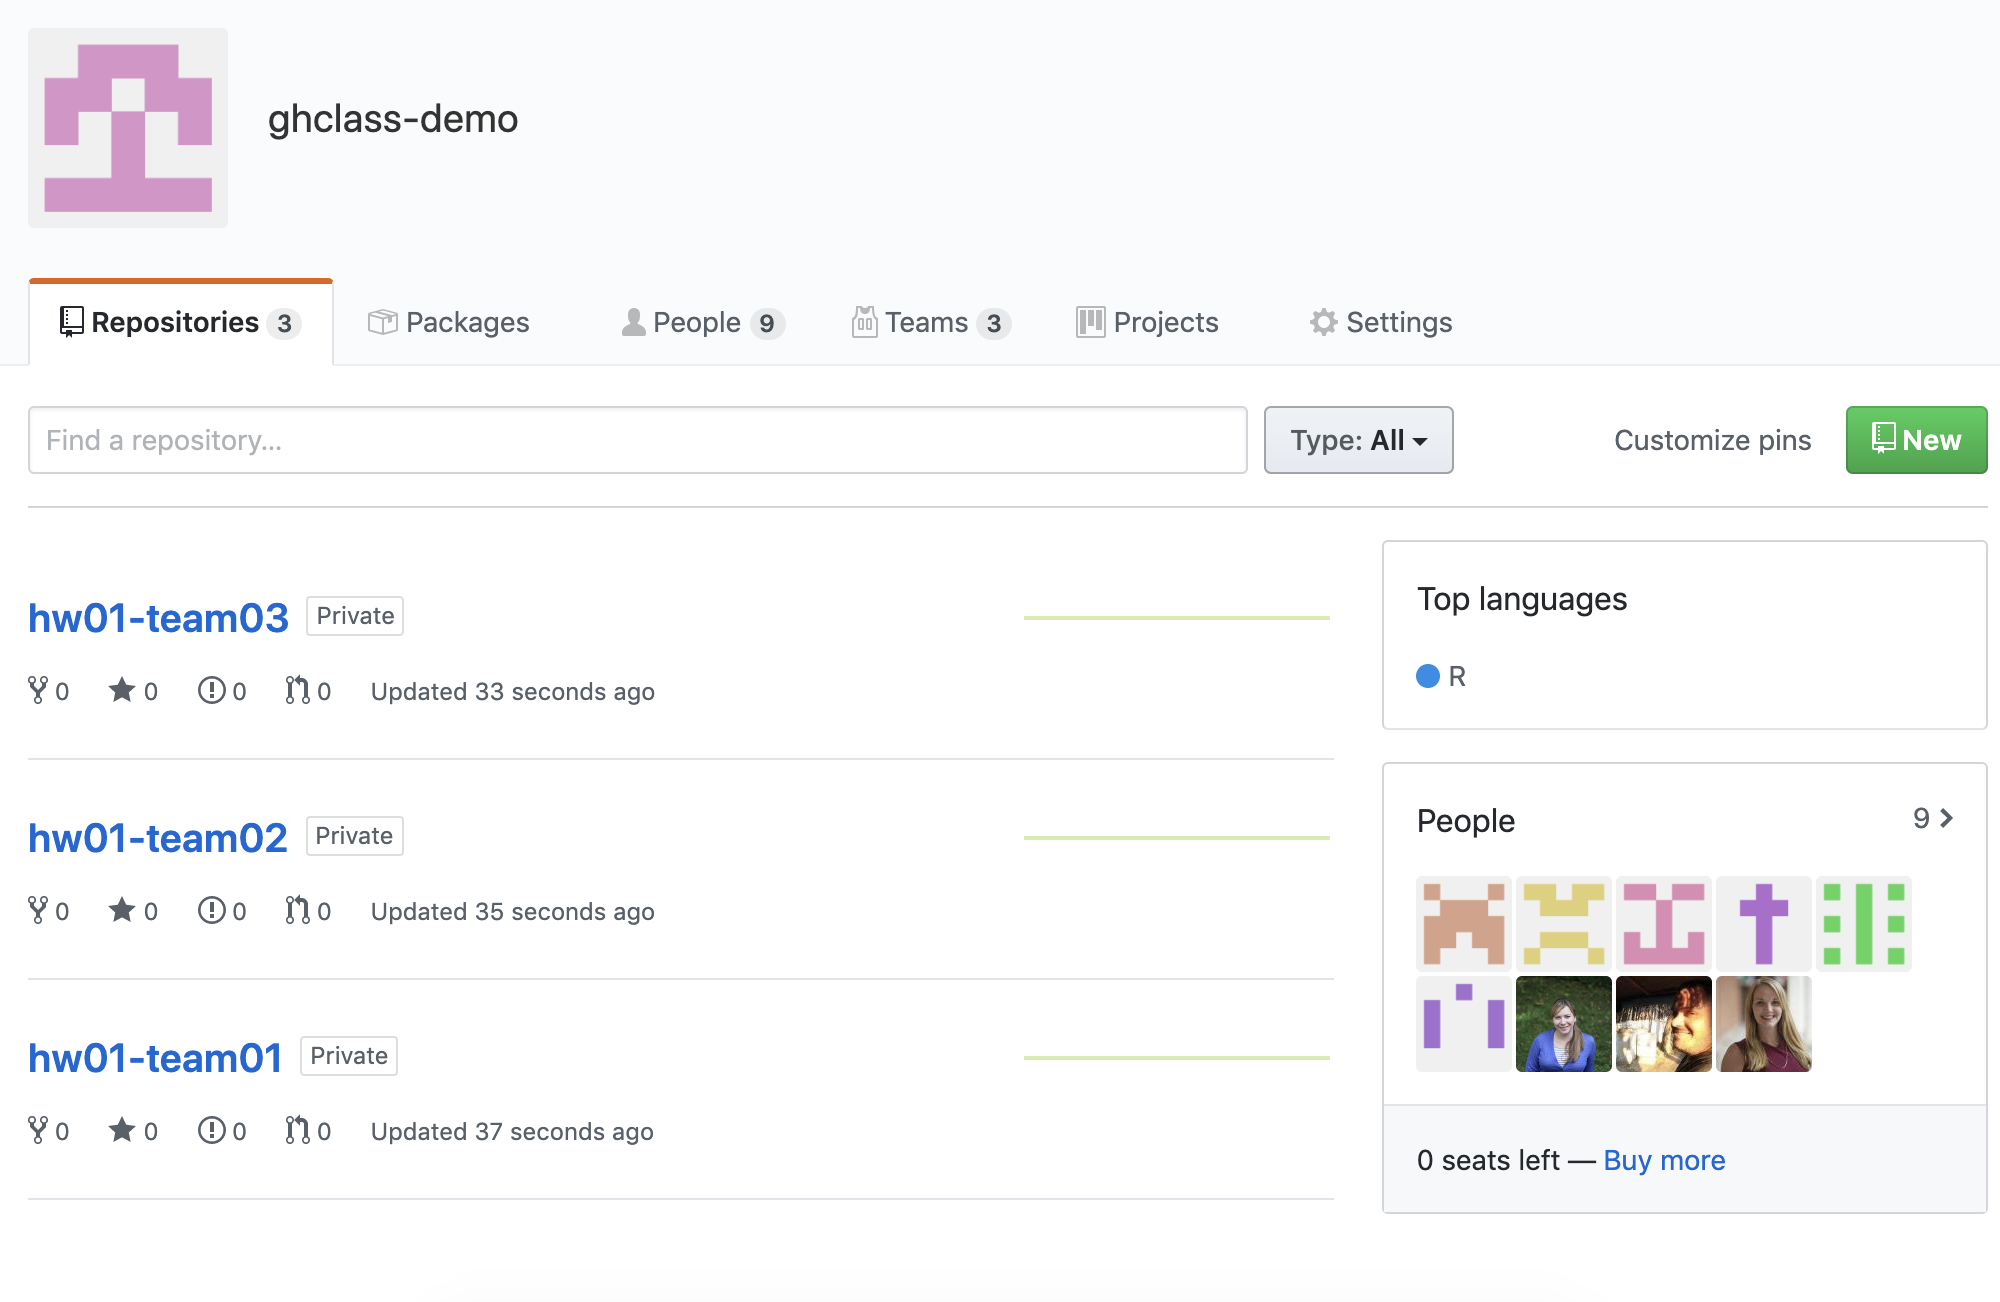 ghclass-demo
Repositories 3 Packages People 9 Teams 3 Projects Settings
Find a repository... Type: All Customize pins New
hw01-team03 Private
0 0 0 0 Updated 33 seconds ago
hw01-team02 Private
0 0 0 0 Updated 35 seconds ago
hw01-team01 Private
0 0 0 0 Updated 37 seconds ago
Top languages
R
People 9
0 seats left — Buy more